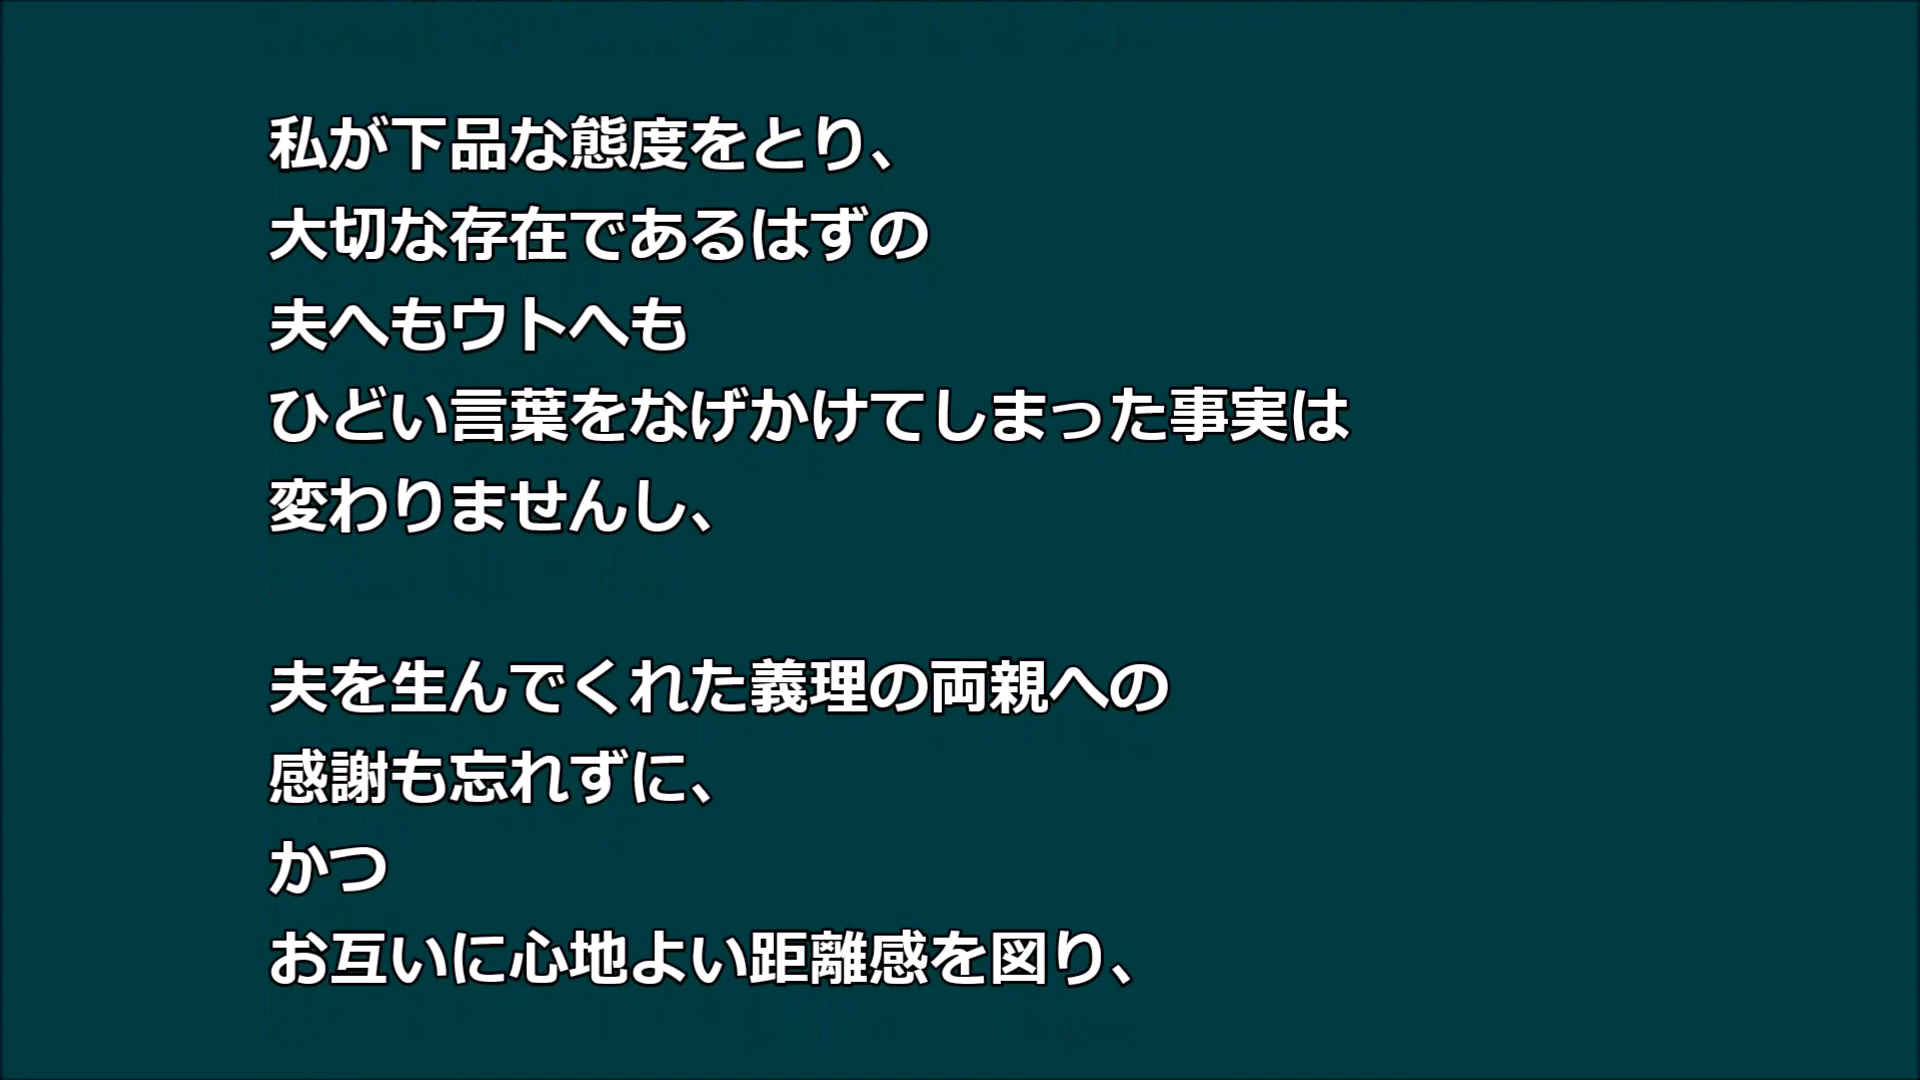 私が下品な態度をとり、
大切な存在であるはずの
夫へもウトへも
ひどい言葉をなげかけてしまった事実は
変わりませんし、
夫を生んでくれた義理の両親への
感謝も忘れずに、
かつ
お互いに心地よい距離感を図り、